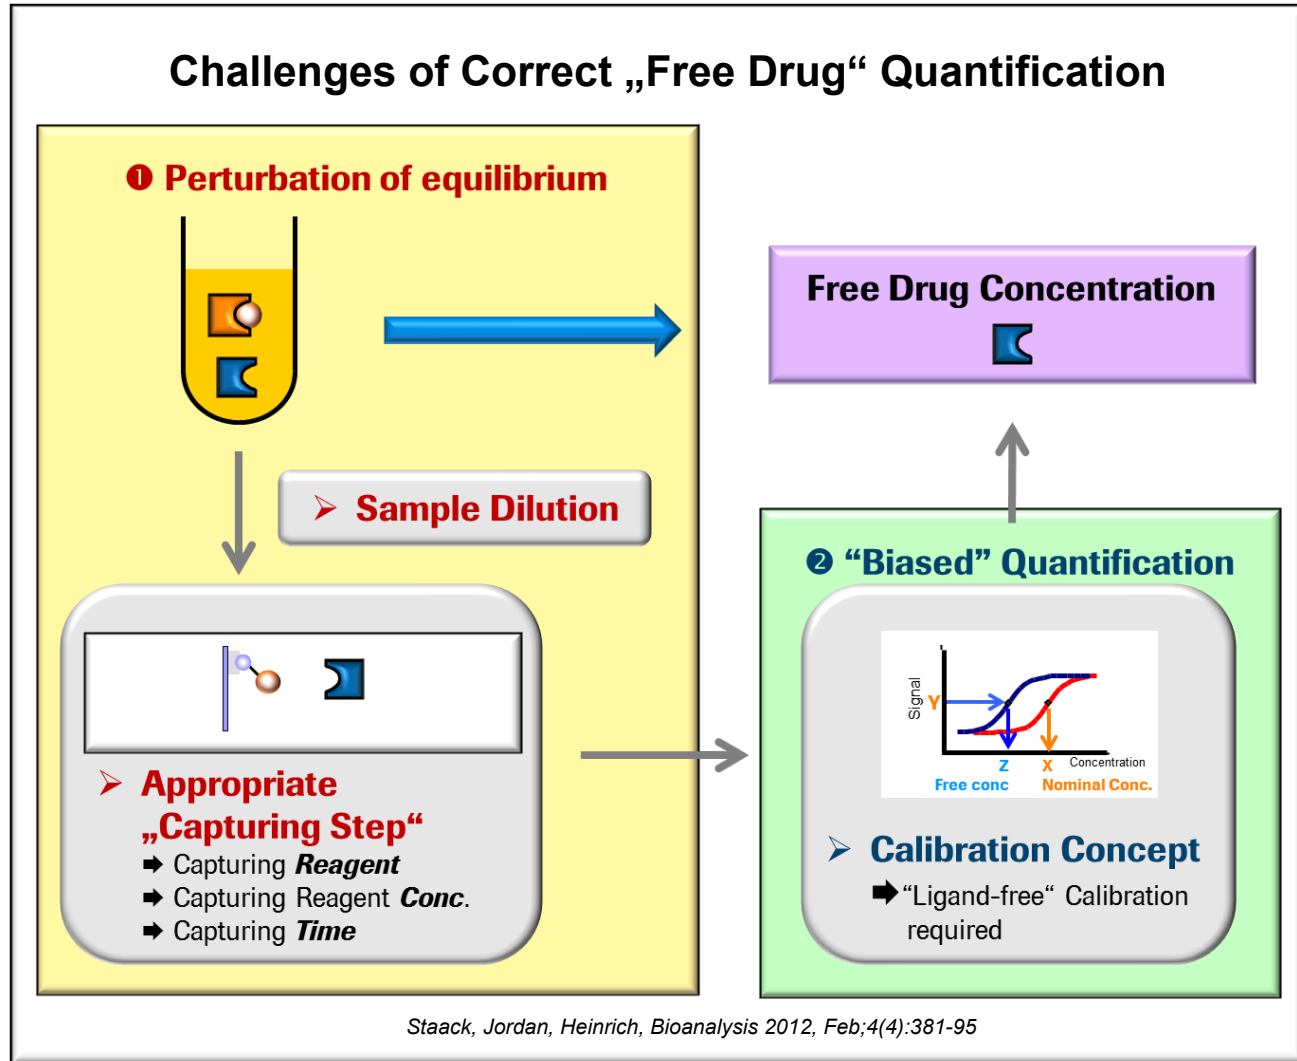 Challenges of Correct „Free Drug“ Quantification
❶ Perturbation of equilibrium
Free Drug Concentration
➢ Sample Dilution
➢ Appropriate
„Capturing Step“
➡ Capturing Reagent
➡ Capturing Reagent Conc.
➡ Capturing Time
❷ “Biased” Quantification
Signal
Y
Concentration
Z X
Free conc Nominal Conc.
➢ Calibration Concept
➡ “Ligand-free“ Calibration
required
Staack, Jordan, Heinrich, Bioanalysis 2012, Feb;4(4):381-95